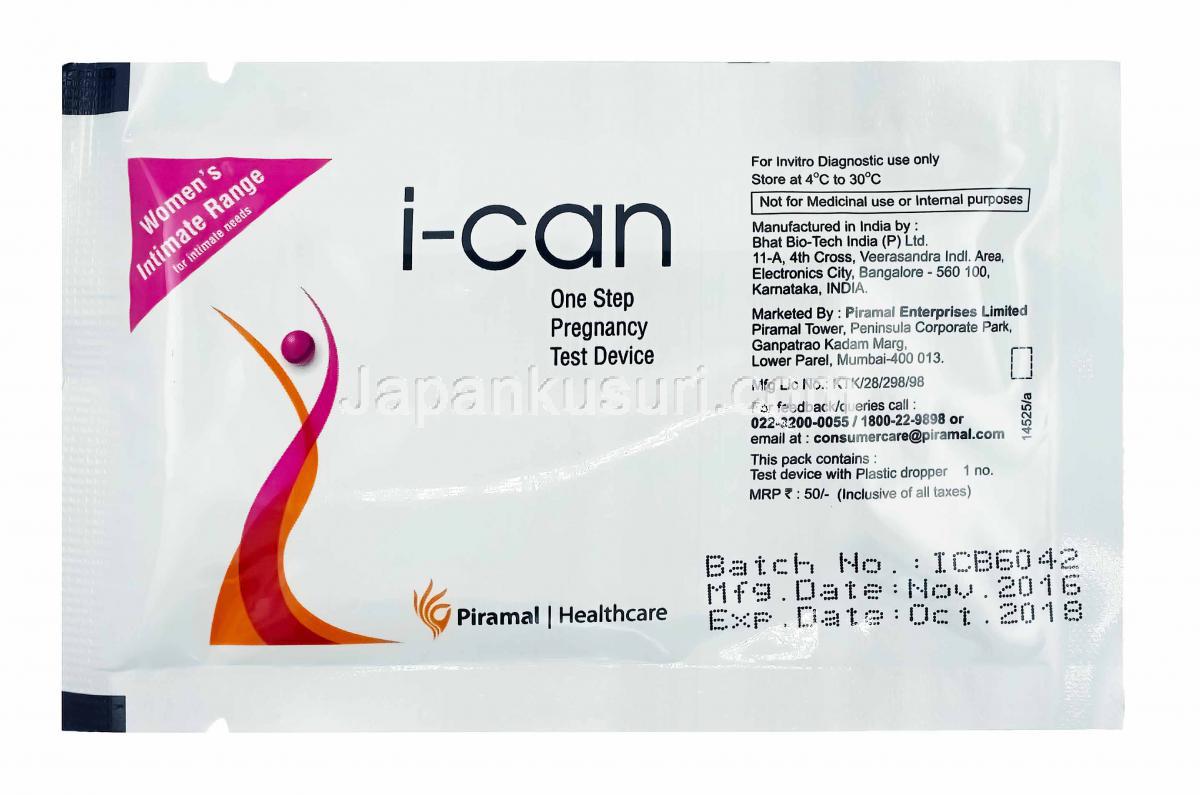 Women's
Intimate Range
for intimate needs
i-can
One Step
Pregnancy
Test Device
Piramal | Healthcare
For Invitro Diagnostic use only
Store at 4°C to 30°C
Not for Medicinal use or Internal purposes
Manufactured in India by :
Bhat Bio-Tech India (P) Ltd.
11-A, 4th Cross, Veerasandra Indl. Area,
Electronics City, Bangalore - 560 100,
Karnataka, INDIA.
Marketed By : Piramal Enterprises Limited
Piramal Tower, Peninsula Corporate Park,
Ganpatrao Kadam Marg,
Lower Parel, Mumbai-400 013.
Mfg Lic No.: KTK/28/298/98
For feedback/queries call :
022-3200-0055 / 1800-22-9898 or
email at : consumercare@piramal.com
14525/a
This pack contains :
Test device with Plastic dropper 1 no.
MRP ₹ : 50/- (Inclusive of all taxes)
Batch No.:ICB6042
Mfg.Date:Nov.2016
Exp.Date:Oct.2018
Japankusuri.com